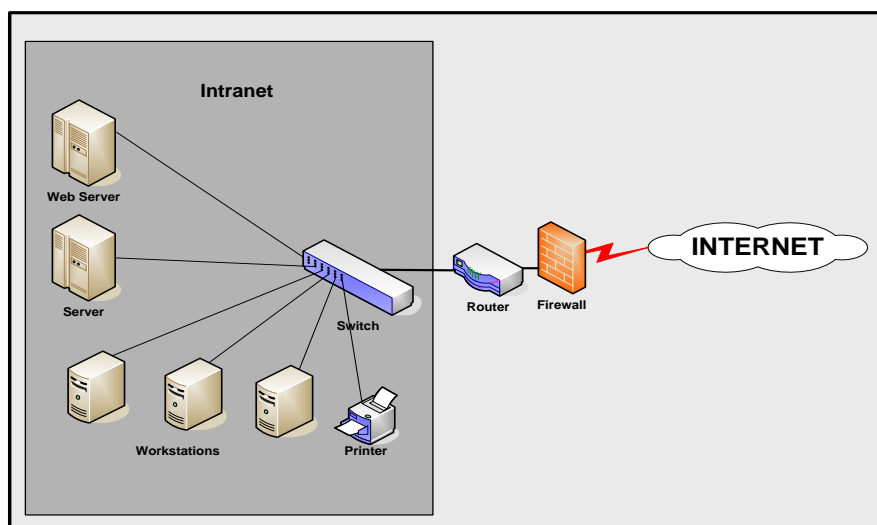 Intranet
Web Server
Server
Switch
Workstations
Printer
Router
Firewall
INTERNET